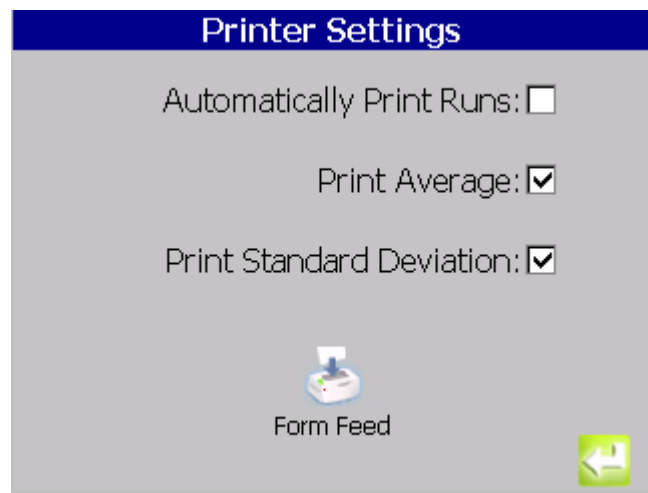 Printer Settings
Automatically Print Runs:
Print Average:
Print Standard Deviation:
Form Feed